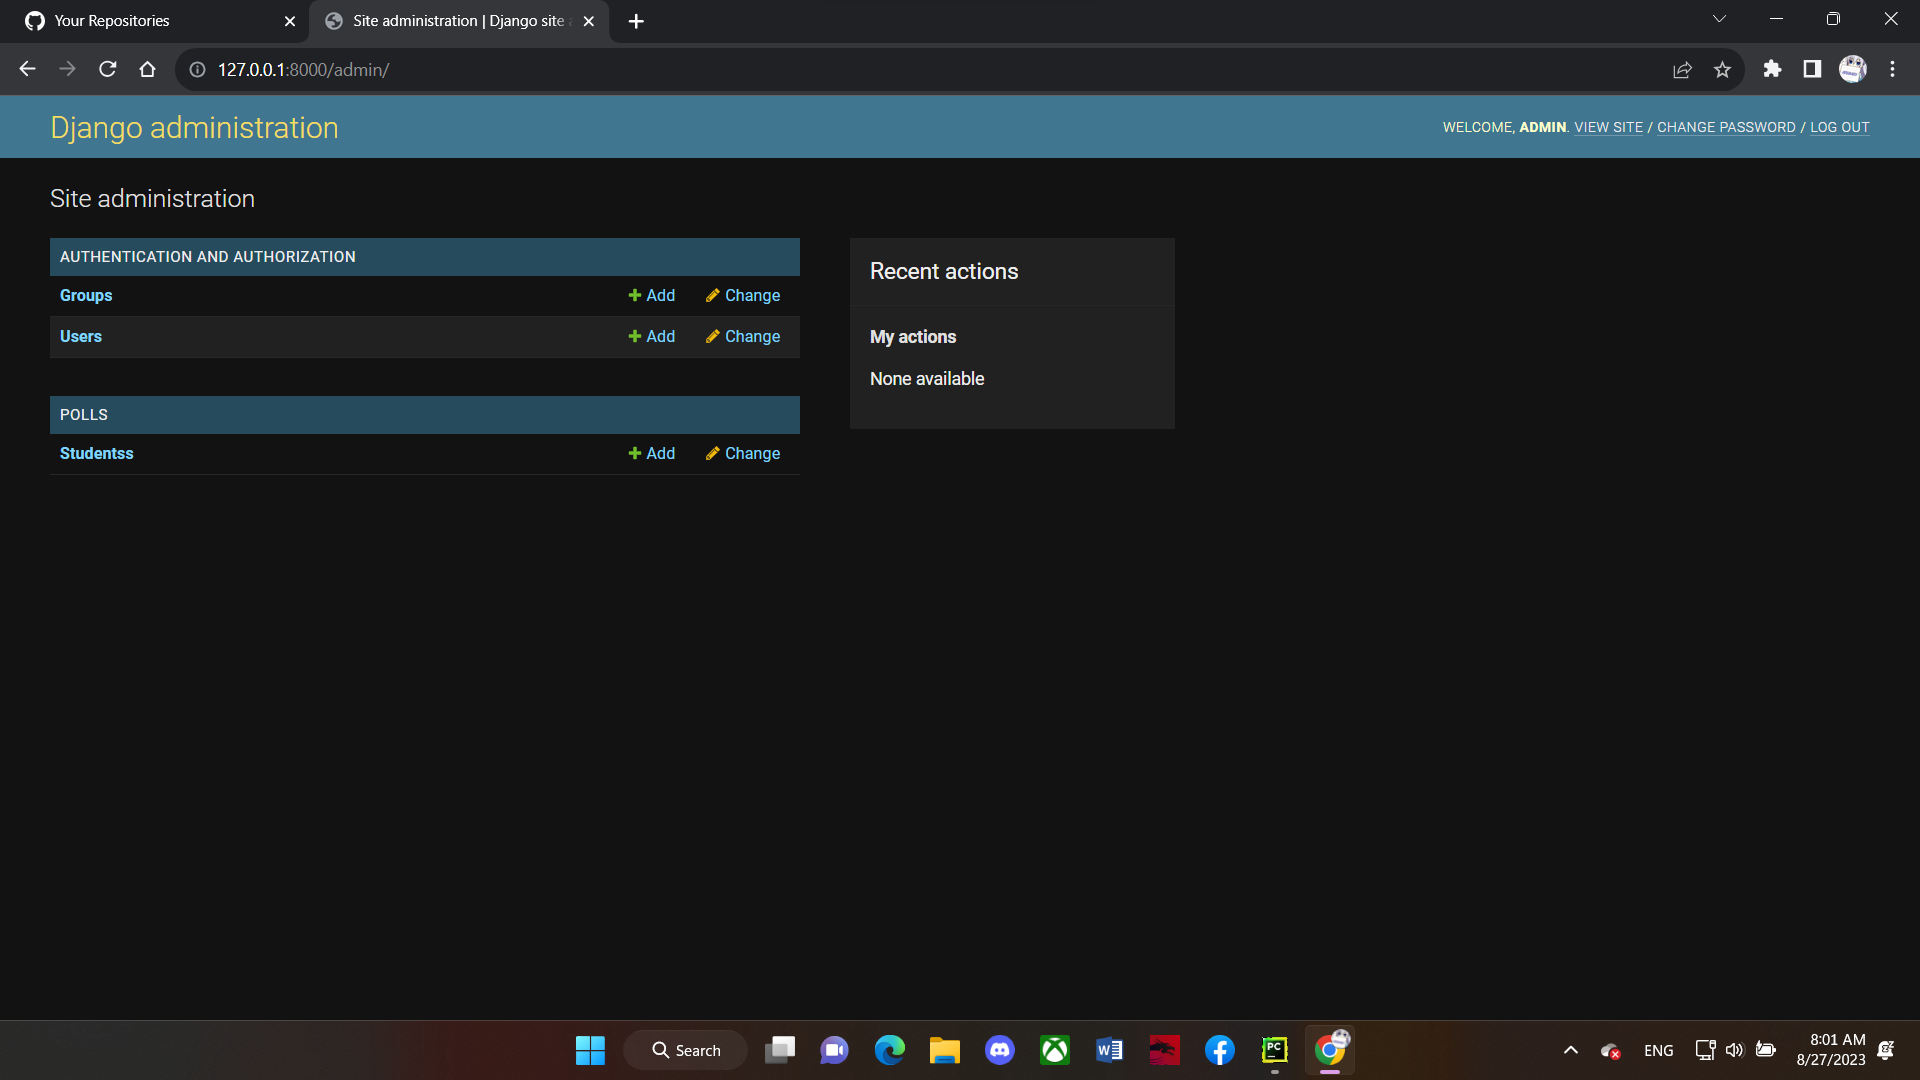 Your Repositories
Site administration | Django site
127.0.0.1:8000/admin/
Django administration
WELCOME, ADMIN. VIEW SITE / CHANGE PASSWORD / LOG OUT
Site administration
AUTHENTICATION AND AUTHORIZATION
Groups Add Change
Users Add Change
POLLS
Studentss Add Change
Recent actions
My actions
None available
Search
PC
W
ENG
8:01 AM
8/27/2023